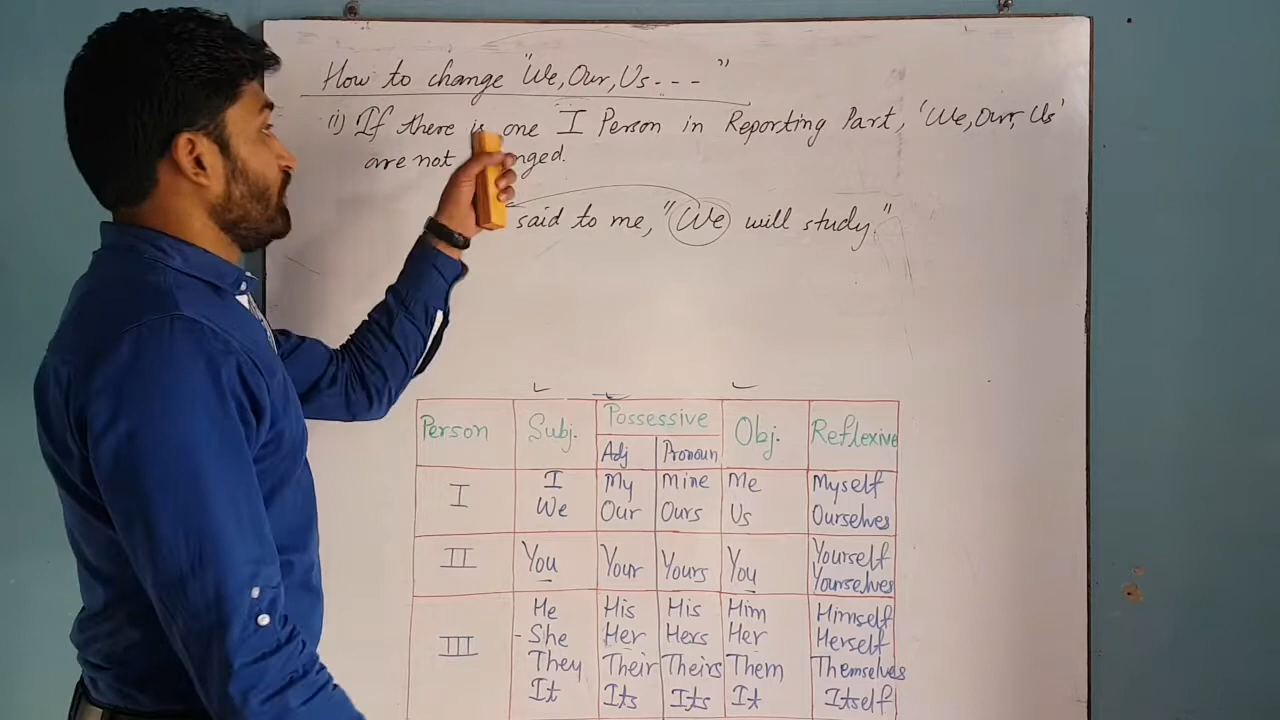 How to change "We, Our, Us - - - "
(i) If there is one I Person in Reporting Part, 'We, Our, Us'
are not
said to me, "We will study."
Person Subj. Possessive Obj. Reflexive
Adj Pronoun
I I My Mine Me Myself
We Our Ours Us Ourselves
II You Your Yours You Yourself
Yourselves
III He His His Him Himself
She Her Hers Her Herself
They Their Theirs Them Themselves
It Its Its It Itself